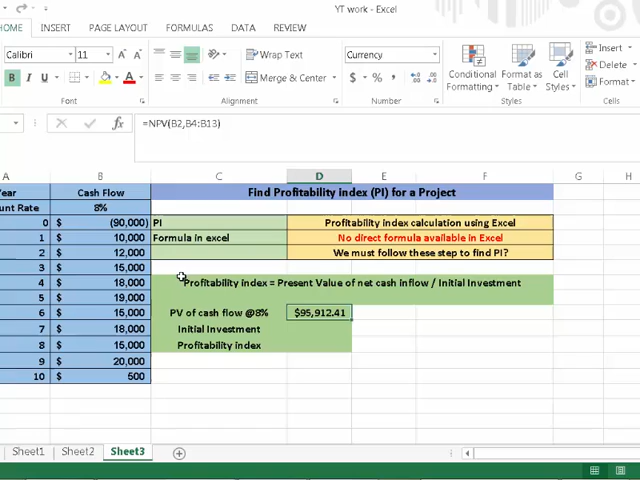 YT work - Excel
HOME INSERT PAGE LAYOUT FORMULAS DATA REVIEW
Calibri 11 A A Wrap Text Currency Insert
B I U A Merge & Center $ % Conditional Formatting Format as Table Cell Styles Delete Format
Font Alignment Number Styles
fx =NPV(B2,B4:B13)
A B C D E F G H
Year Cash Flow Find Profitability index (PI) for a Project
ount Rate 8%
0 $ (90,000) PI Profitability index calculation using Excel
1 $ 10,000 Formula in excel No direct formula available in Excel
2 $ 12,000 We must follow these step to find PI?
3 $ 15,000
4 $ 18,000 Profitability index = Present Value of net cash inflow / Initial Investment
5 $ 19,000
6 $ 15,000 PV of cash flow @8% $95,912.41
7 $ 18,000 Initial Investment
8 $ 15,000 Profitability index
9 $ 20,000
10 $ 500
Sheet1 Sheet2 Sheet3